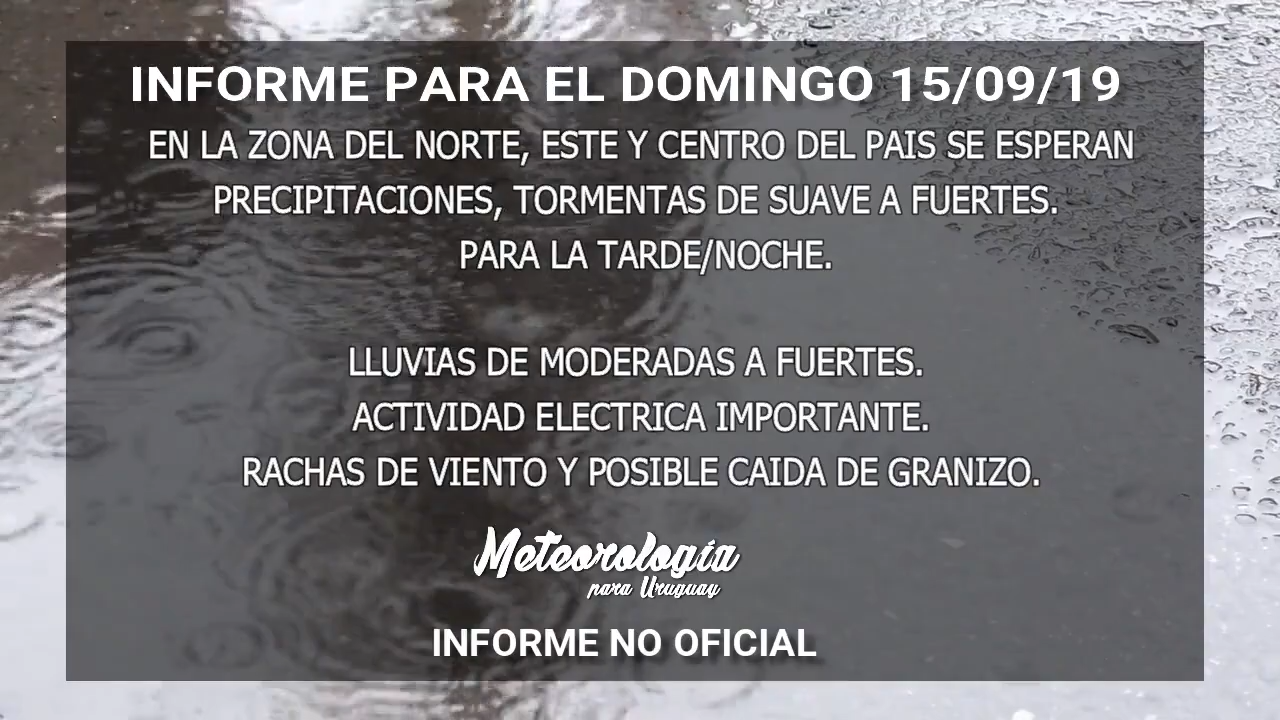 INFORME PARA EL DOMINGO 15/09/19
EN LA ZONA DEL NORTE, ESTE Y CENTRO DEL PAIS SE ESPERAN
PRECIPITACIONES, TORMENTAS DE SUAVE A FUERTES.
PARA LA TARDE/NOCHE.
LLUVIAS DE MODERADAS A FUERTES.
ACTIVIDAD ELECTRICA IMPORTANTE.
RACHAS DE VIENTO Y POSIBLE CAIDA DE GRANIZO.
Meteorología
para Uruguay
INFORME NO OFICIAL